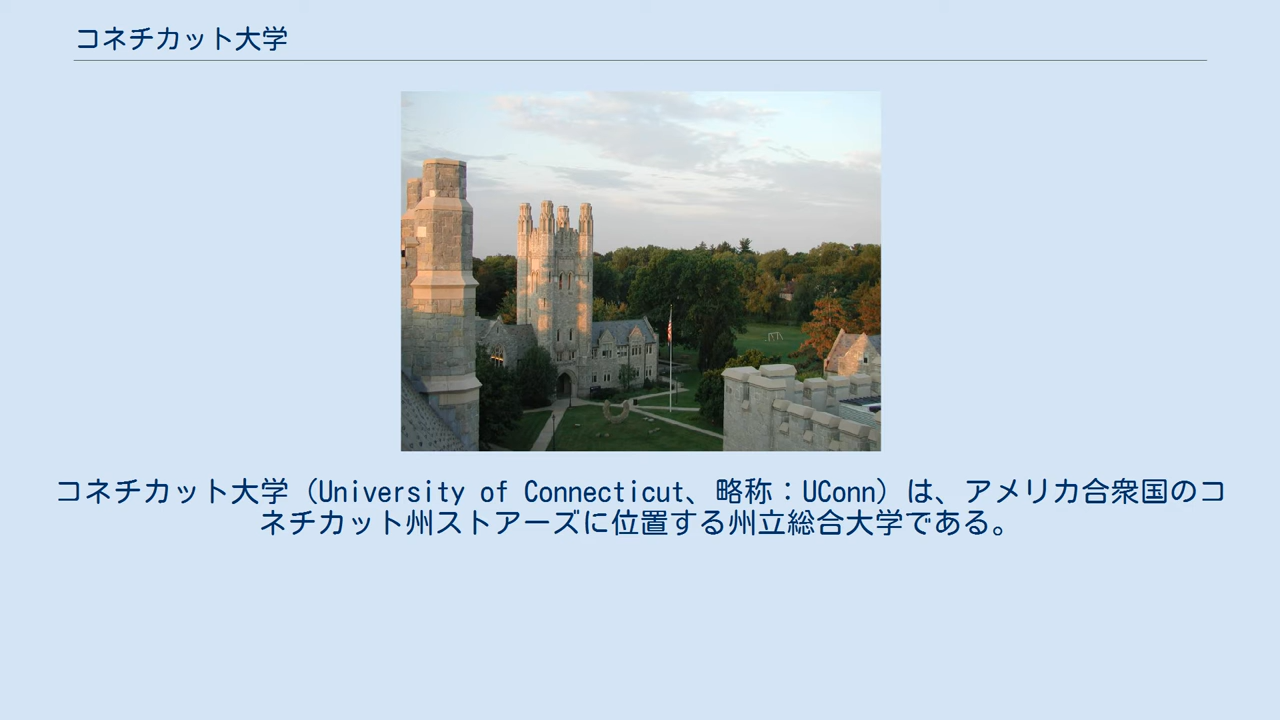 コネチカット大学
コネチカット大学（University of Connecticut、略称：UConn）は、アメリカ合衆国のコ
ネチカット州ストアーズに位置する州立総合大学である。